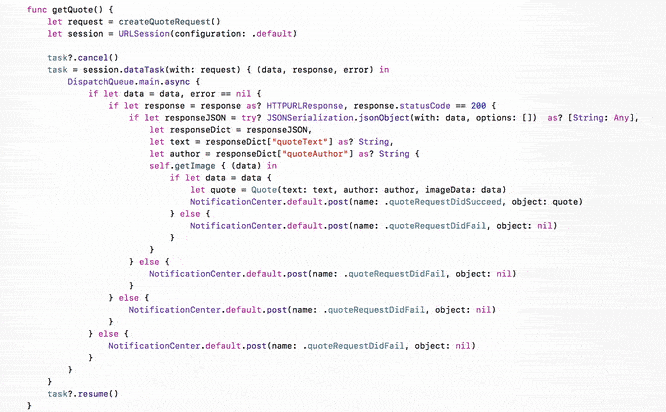 func getQuote() {
    let request = createQuoteRequest()
    let session = URLSession(configuration: .default)

    task?.cancel()
    task = session.dataTask(with: request) { (data, response, error) in
        DispatchQueue.main.async {
            if let data = data, error == nil {
                if let response = response as? HTTPURLResponse, response.statusCode == 200 {
                    if let responseJSON = try? JSONSerialization.jsonObject(with: data, options: [])  as? [String: Any],
                        let responseDict = responseJSON,
                        let text = responseDict["quoteText"] as? String,
                        let author = responseDict["quoteAuthor"] as? String {
                        self.getImage { (data) in
                            if let data = data {
                                let quote = Quote(text: text, author: author, imageData: data)
                                NotificationCenter.default.post(name: .quoteRequestDidSucceed, object: quote)
                            } else {
                                NotificationCenter.default.post(name: .quoteRequestDidFail, object: nil)
                            }
                        }
                    } else {
                        NotificationCenter.default.post(name: .quoteRequestDidFail, object: nil)
                    }
                } else {
                    NotificationCenter.default.post(name: .quoteRequestDidFail, object: nil)
                }
            } else {
                NotificationCenter.default.post(name: .quoteRequestDidFail, object: nil)
            }
        }
    }
    task?.resume()
}